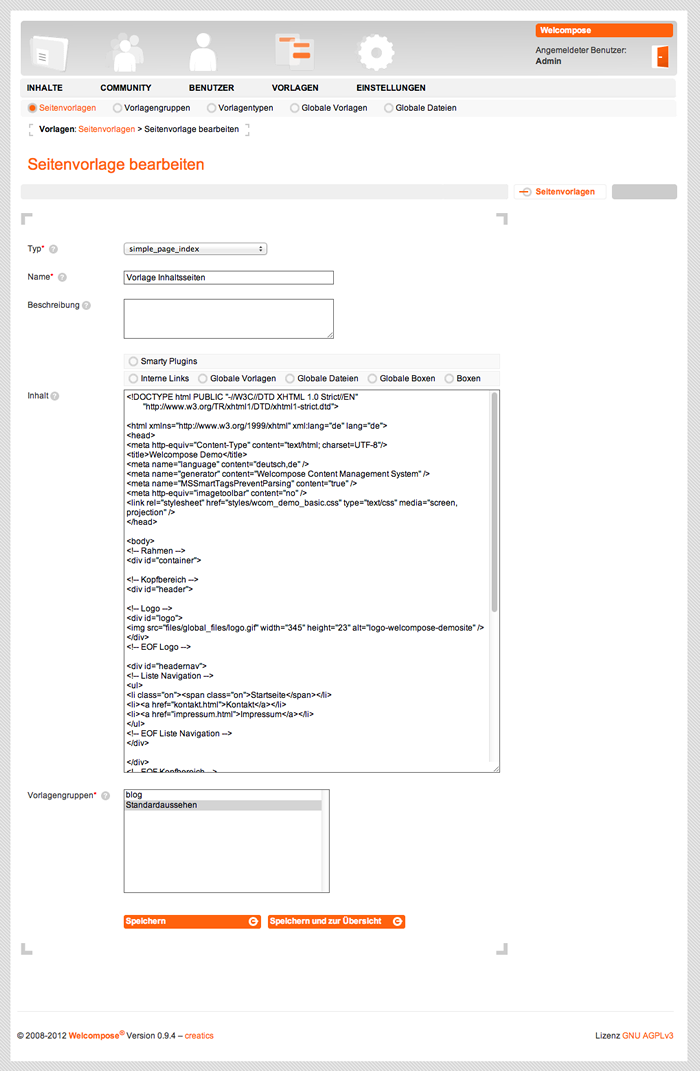 Welcompose
Angemeldeter Benutzer:
Admin
INHALTE COMMUNITY BENUTZER VORLAGEN EINSTELLUNGEN
Seitenvorlagen Vorlagengruppen Vorlagentypen Globale Vorlagen Globale Dateien
Vorlagen: Seitenvorlagen > Seitenvorlage bearbeiten
Seitenvorlage bearbeiten
Seitenvorlagen
Typ* ? simple_page_index
Name* ? Vorlage Inhaltsseiten
Beschreibung ?
Smarty Plugins
Interne Links Globale Vorlagen Globale Dateien Globale Boxen Boxen
Inhalt ?
<!DOCTYPE html PUBLIC "-//W3C//DTD XHTML 1.0 Strict//EN"
"http://www.w3.org/TR/xhtml1/DTD/xhtml1-strict.dtd">
<html xmlns="http://www.w3.org/1999/xhtml" xml:lang="de" lang="de">
<head>
<meta http-equiv="Content-Type" content="text/html; charset=UTF-8"/>
<title>Welcompose Demo</title>
<meta name="language" content="deutsch,de" />
<meta name="generator" content="Welcompose Content Management System" />
<meta name="MSSmartTagsPreventParsing" content="true" />
<meta http-equiv="imagetoolbar" content="no" />
<link rel="stylesheet" href="styles/wcom_demo_basic.css" type="text/css" media="screen,
projection" />
</head>
<body>
<!-- Rahmen -->
<div id="container">
<!-- Kopfbereich -->
<div id="header">
<!-- Logo -->
<div id="logo">
<img src="files/global_files/logo.gif" width="345" height="23" alt="logo-welcompose-demosite" />
</div>
<!-- EOF Logo -->
<div id="headernav">
<!-- Liste Navigation -->
<ul>
<li class="on"><span class="on">Startseite</span></li>
<li><a href="kontakt.html">Kontakt</a></li>
<li><a href="impressum.html">Impressum</a></li>
</ul>
<!-- EOF Liste Navigation -->
</div>
</div>
<!-- EOF Kopfbereich -->
Vorlagengruppen* ? blog
Standardaussehen
Speichern Speichern und zur Übersicht
© 2008-2012 Welcompose® Version 0.9.4 – creatics Lizenz GNU AGPLv3